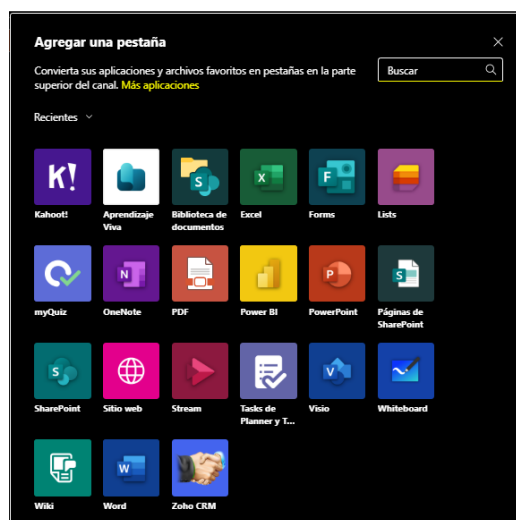 Agregar una pestaña
Convierta sus aplicaciones y archivos favoritos en pestañas en la parte
superior del canal. Más aplicaciones
Buscar
Recientes
K!
Kahoot!
Aprendizaje
Viva
S
Biblioteca de
documentos
X
Excel
F
Forms
Lists
myQuiz
N
OneNote
PDF
Power BI
P
PowerPoint
S
Páginas de
SharePoint
S
SharePoint
Sitio web
Stream
Tasks de
Planner y T...
V
Visio
Whiteboard
Wiki
W
Word
Zoho CRM